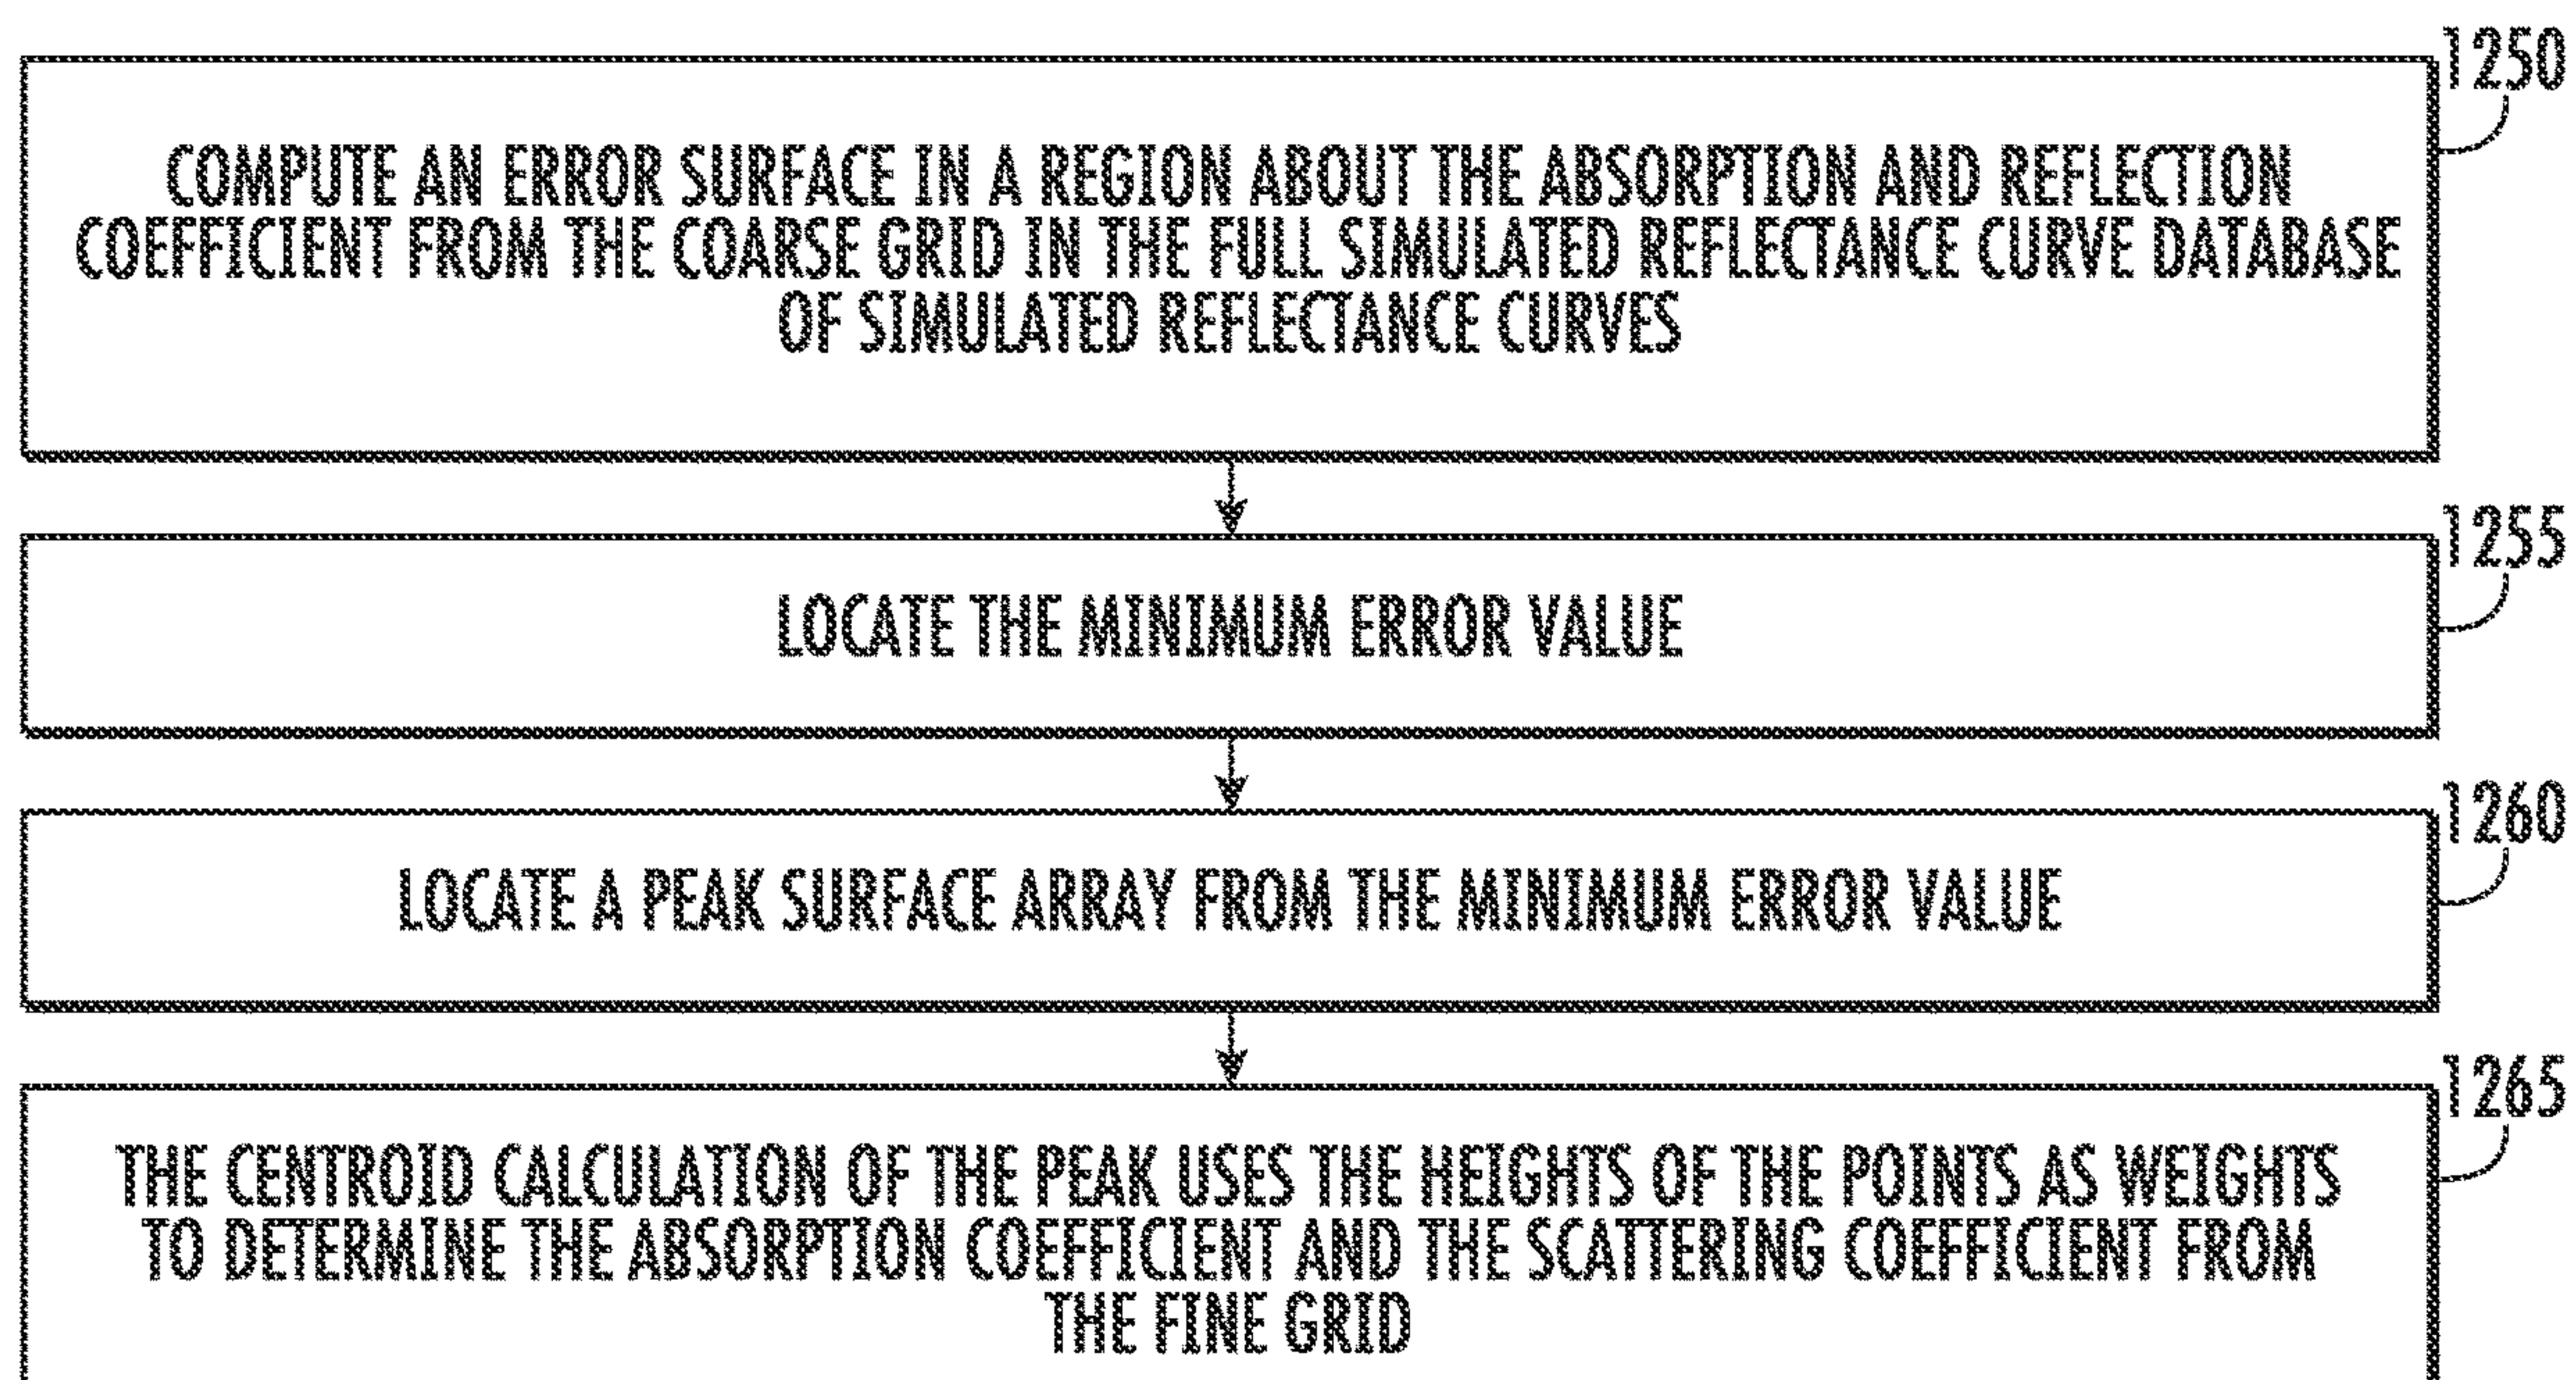 1250
COMPUTE AN ERROR SURFACE IN A REGION ABOUT THE ABSORPTION AND REFLECTION
COEFFICIENT FROM THE COARSE GRID IN THE FULL SIMULATED REFLECTANCE CURVE DATABASE
OF SIMULATED REFLECTANCE CURVES
1255
LOCATE THE MINIMUM ERROR VALUE
1260
LOCATE A PEAK SURFACE ARRAY FROM THE MINIMUM ERROR VALUE
1265
THE CENTROID CALCULATION OF THE PEAK USES THE HEIGHTS OF THE POINTS AS WEIGHTS
TO DETERMINE THE ABSORPTION COEFFICIENT AND THE SCATTERING COEFFICIENT FROM
THE FINE GRID